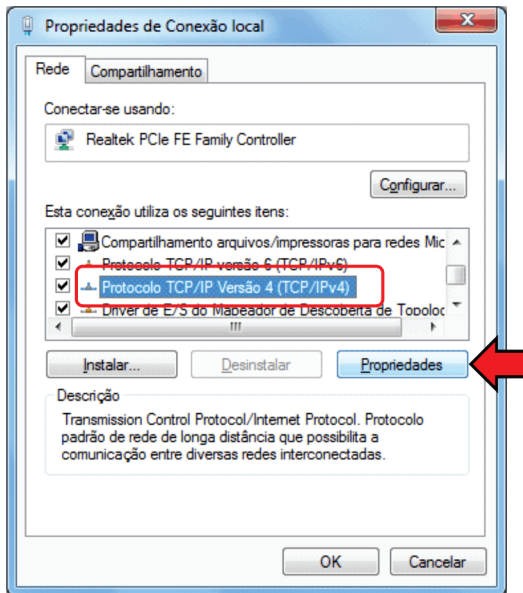 Propriedades de Conexão local
Rede
Compartilhamento
Conectar-se usando:
Realtek PCIe FE Family Controller
Configurar...
Esta conexão utiliza os seguintes itens:
Compartilhamento arquivos/impressoras para redes Mic
Protocolo TCP/IP versão 6 (TCP/IPv6)
Protocolo TCP/IP Versão 4 (TCP/IPv4)
Driver de E/S do Mapeador de Descoberta de Topoloc
Instalar...
Desinstalar
Propriedades
Descrição
Transmission Control Protocol/Internet Protocol. Protocolo
padrão de rede de longa distância que possibilita a
comunicação entre diversas redes interconectadas.
OK
Cancelar